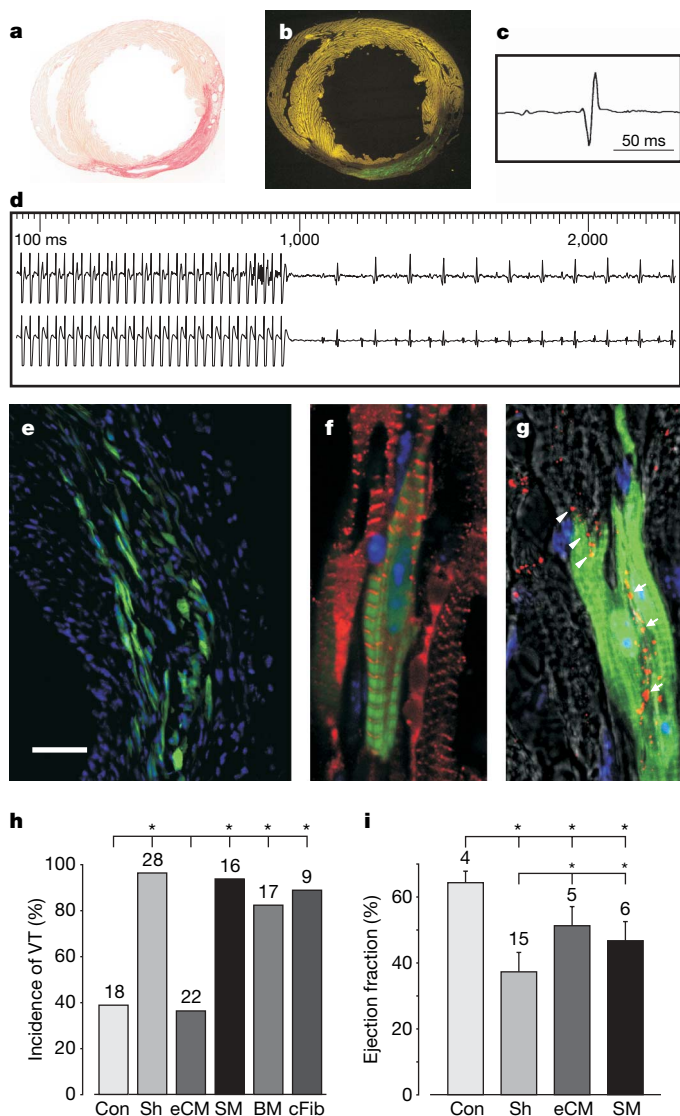 a
b
c
50 ms
d
100 ms 1,000 2,000
e
f
g
h
* * * *
Incidence of VT (%)
100
80
60
40
20
0
18
28
22
16
17
9
Con Sh eCM SM BM cFib
i
* * *
* *
Ejection fraction (%)
60
40
20
0
4
15
5
6
Con Sh eCM SM